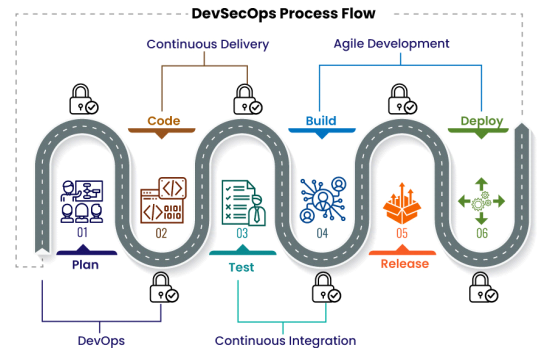 DevSecOps Process Flow
Continuous Delivery
Agile Development
Code
Build
Deploy
01
02
03
04
05
06
Plan
Test
Release
DevOps
Continuous Integration